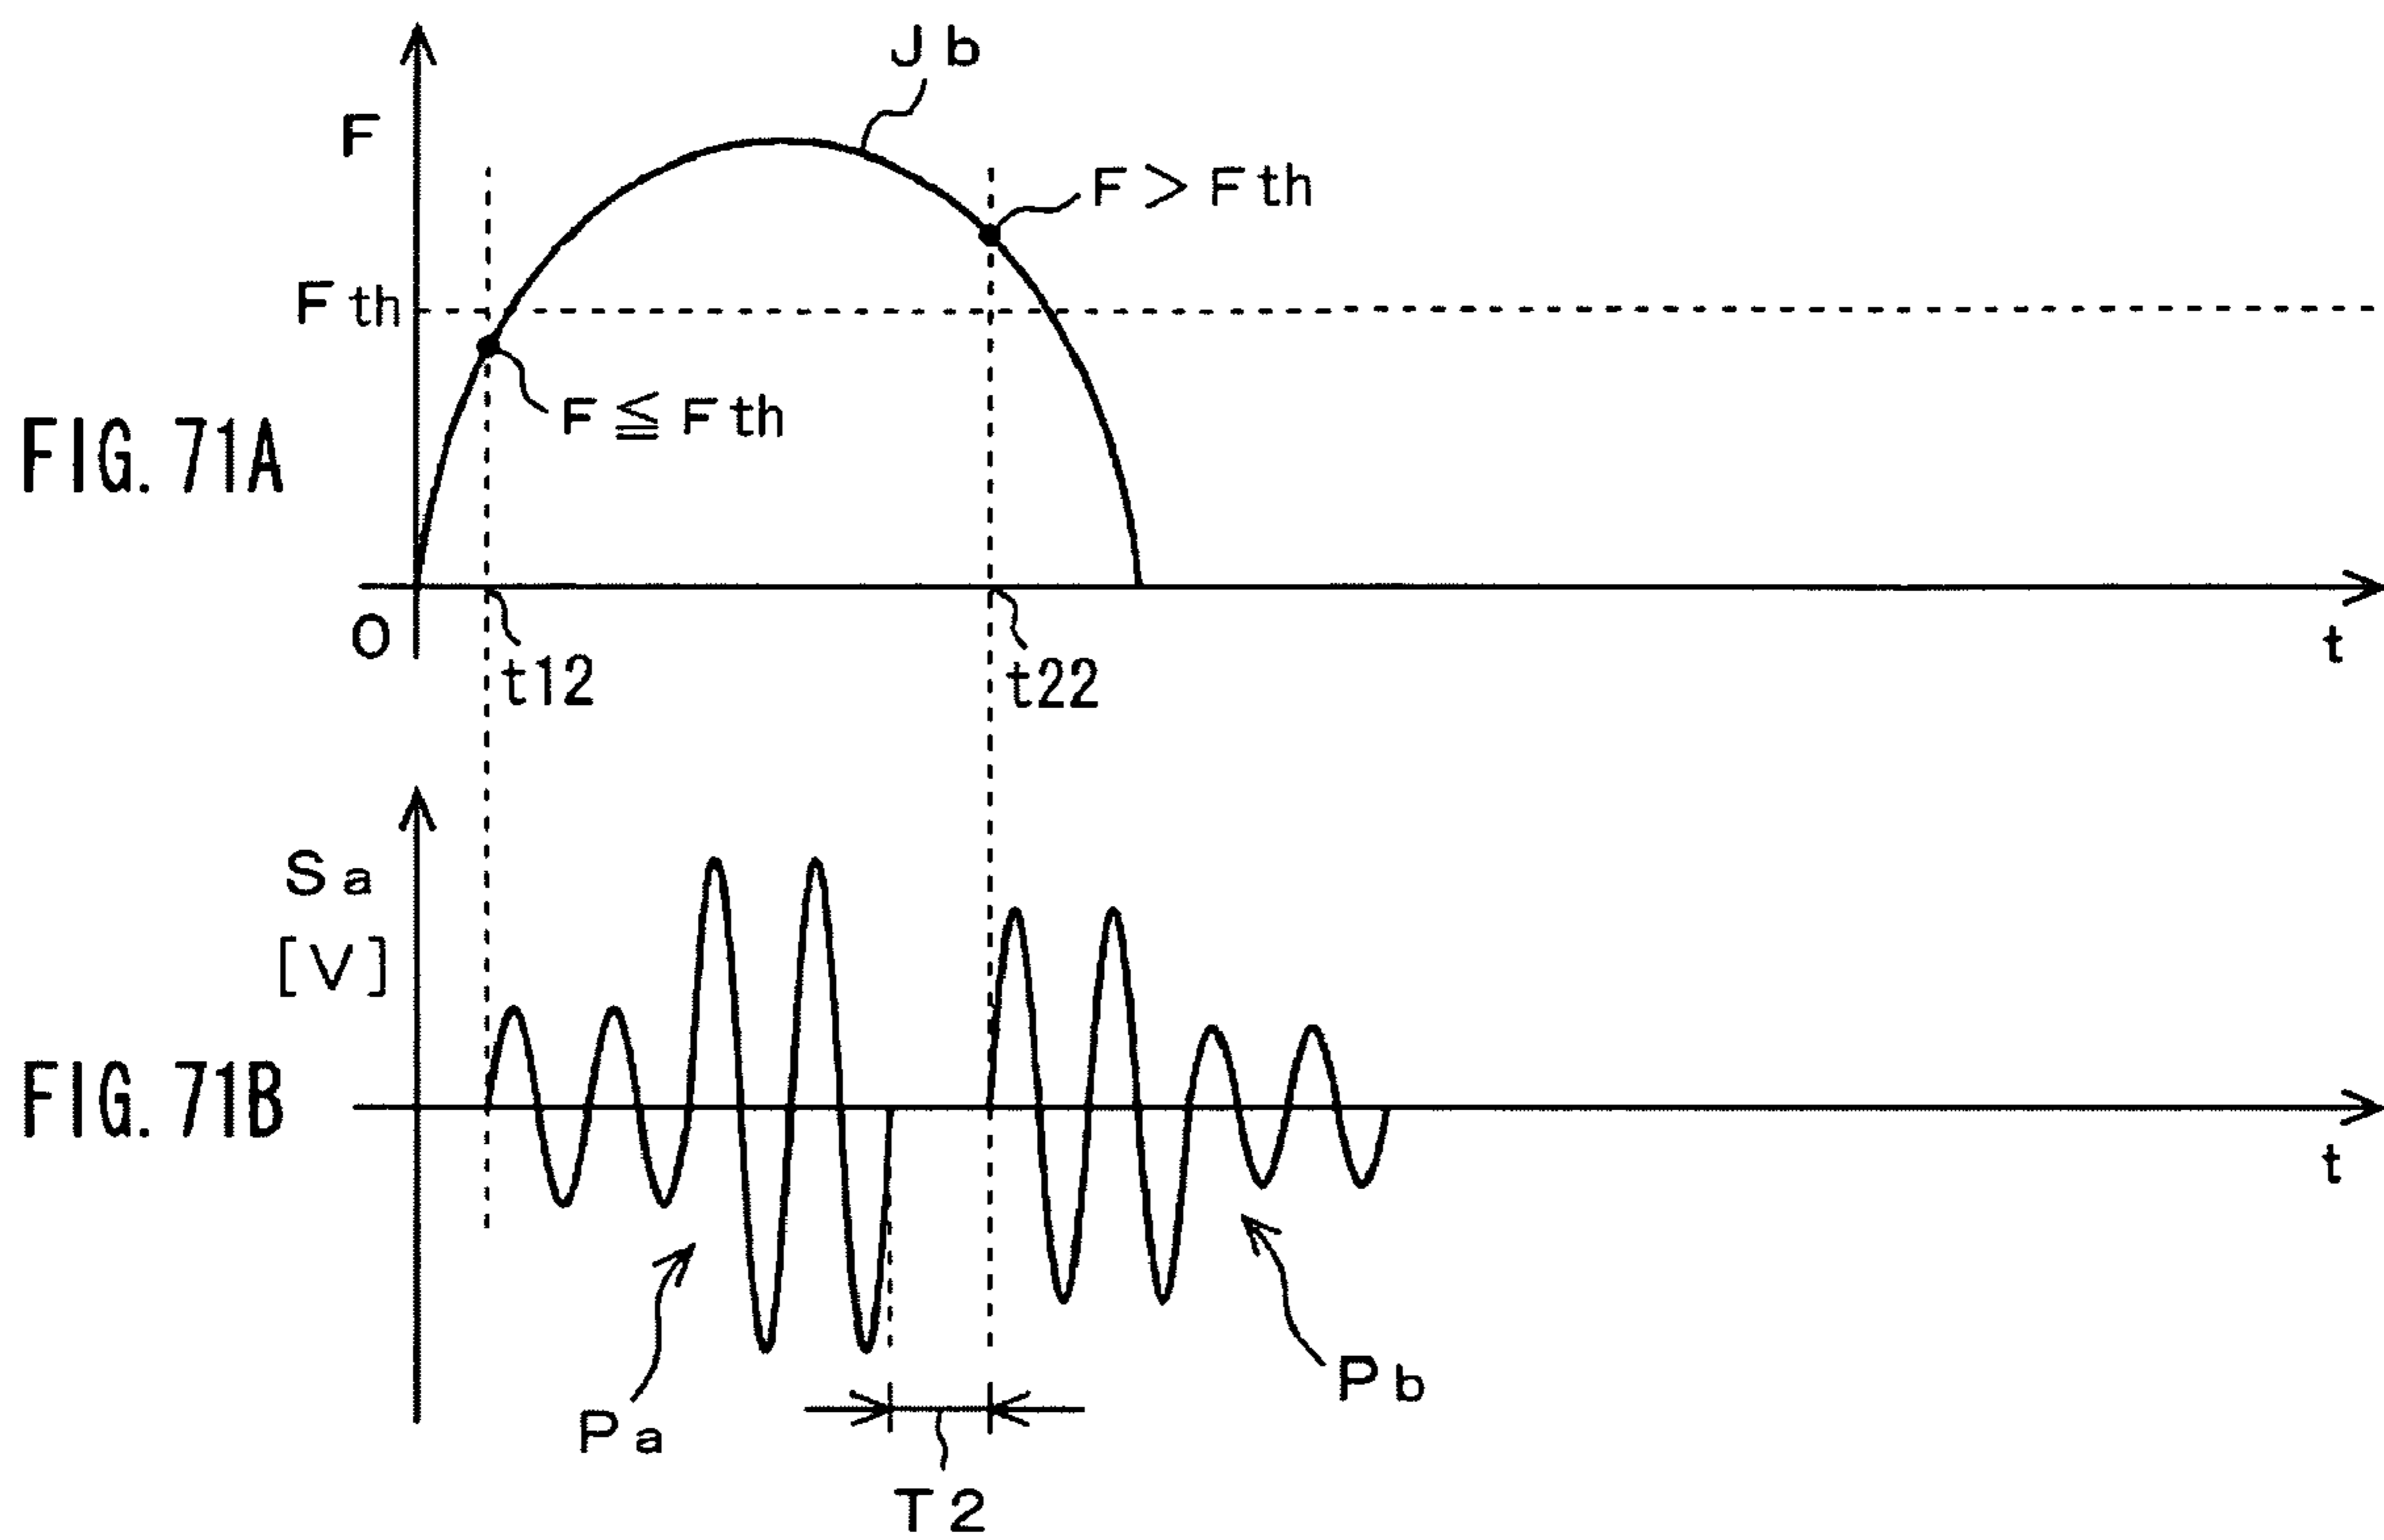 Jb
F
F > Fth
Fth
F ≦ Fth
FIG. 71A
O
t12
t22
t
Sa
[V]
FIG. 71B
t
Pa
Pb
T2